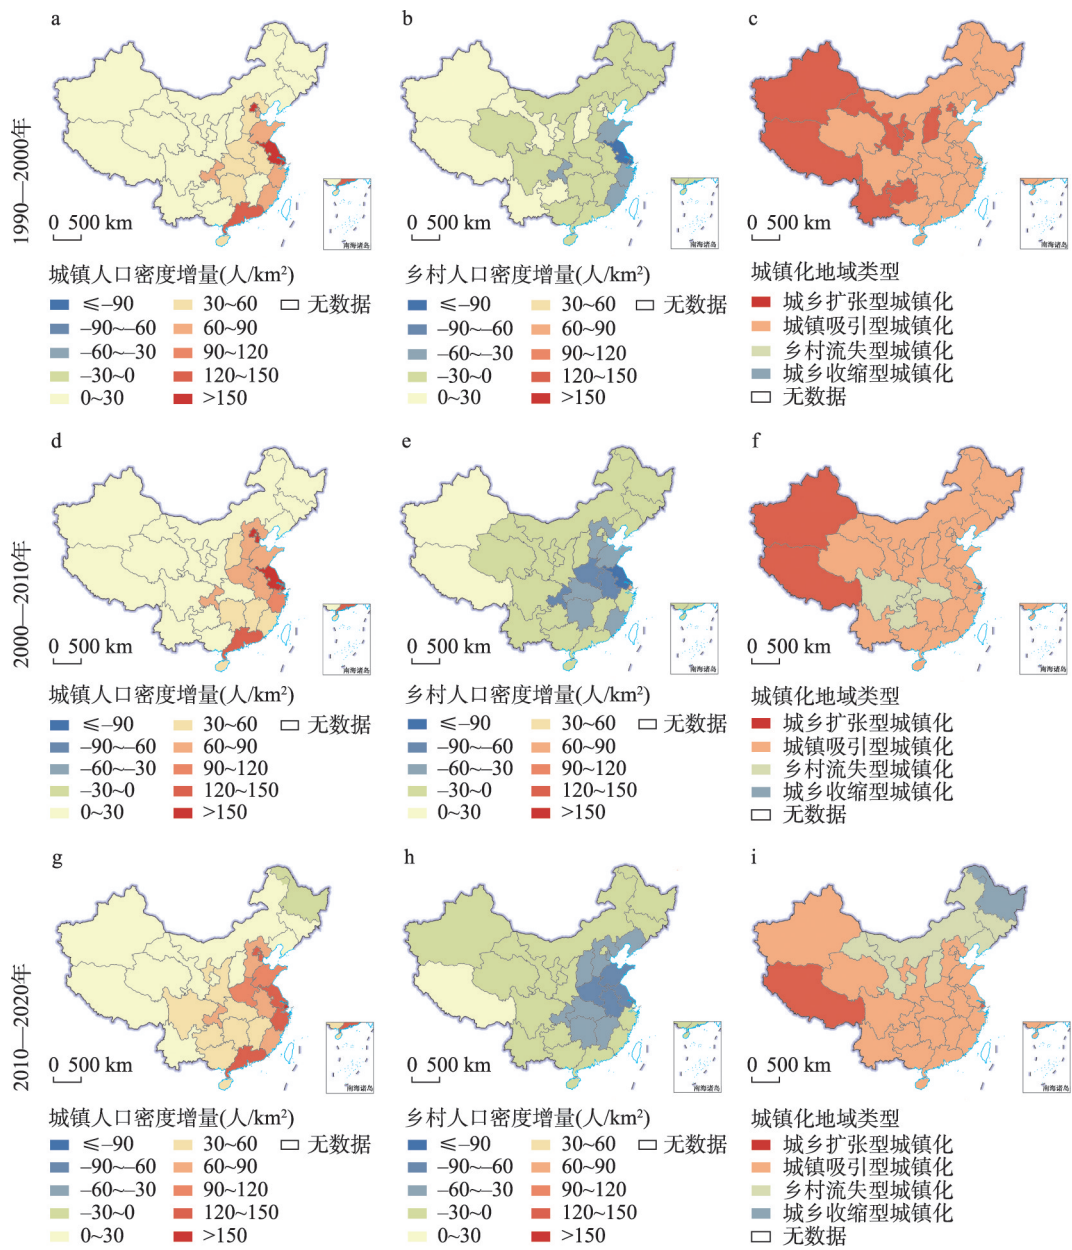 a
b
c
1990—2000年
0 500 km
0 500 km
0 500 km
南海诸岛
南海诸岛
南海诸岛
城镇人口密度增量(人/km²)
≤–90
–90~–60
–60~–30
–30~0
0~30
30~60
60~90
90~120
120~150
>150
无数据
乡村人口密度增量(人/km²)
≤–90
–90~–60
–60~–30
–30~0
0~30
30~60
60~90
90~120
120~150
>150
无数据
城镇化地域类型
城乡扩张型城镇化
城镇吸引型城镇化
乡村流失型城镇化
城乡收缩型城镇化
无数据
d
e
f
2000—2010年
0 500 km
0 500 km
0 500 km
南海诸岛
南海诸岛
南海诸岛
城镇人口密度增量(人/km²)
≤–90
–90~–60
–60~–30
–30~0
0~30
30~60
60~90
90~120
120~150
>150
无数据
乡村人口密度增量(人/km²)
≤–90
–90~–60
–60~–30
–30~0
0~30
30~60
60~90
90~120
120~150
>150
无数据
城镇化地域类型
城乡扩张型城镇化
城镇吸引型城镇化
乡村流失型城镇化
城乡收缩型城镇化
无数据
g
h
i
2010—2020年
0 500 km
0 500 km
0 500 km
南海诸岛
南海诸岛
南海诸岛
城镇人口密度增量(人/km²)
≤–90
–90~–60
–60~–30
–30~0
0~30
30~60
60~90
90~120
120~150
>150
无数据
乡村人口密度增量(人/km²)
≤–90
–90~–60
–60~–30
–30~0
0~30
30~60
60~90
90~120
120~150
>150
无数据
城镇化地域类型
城乡扩张型城镇化
城镇吸引型城镇化
乡村流失型城镇化
城乡收缩型城镇化
无数据